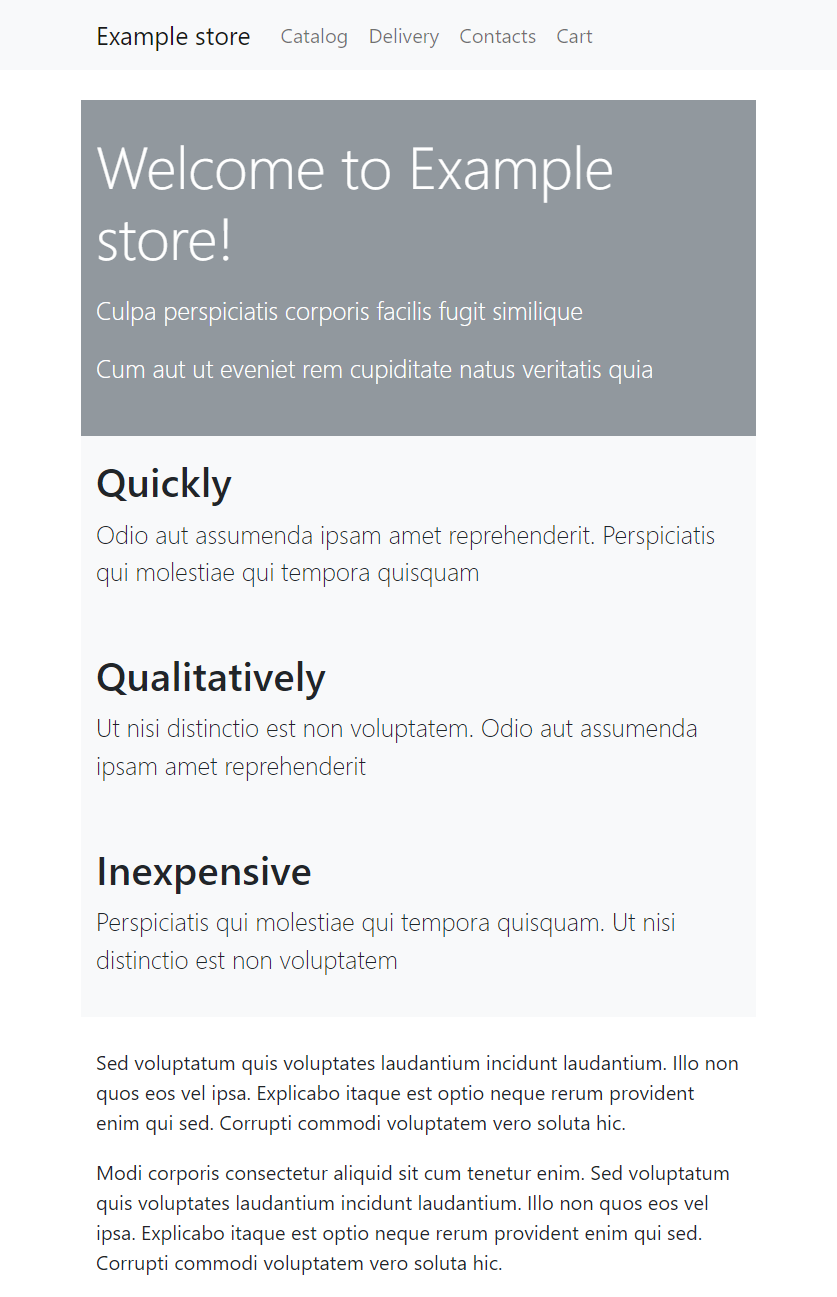 Example store Catalog Delivery Contacts Cart
Welcome to Example
store!
Culpa perspiciatis corporis facilis fugit similique
Cum aut ut eveniet rem cupiditate natus veritatis quia
Quickly
Odio aut assumenda ipsam amet reprehenderit. Perspiciatis
qui molestiae qui tempora quisquam
Qualitatively
Ut nisi distinctio est non voluptatem. Odio aut assumenda
ipsam amet reprehenderit
Inexpensive
Perspiciatis qui molestiae qui tempora quisquam. Ut nisi
distinctio est non voluptatem
Sed voluptatum quis voluptates laudantium incidunt laudantium. Illo non
quos eos vel ipsa. Explicabo itaque est optio neque rerum provident
enim qui sed. Corrupti commodi voluptatem vero soluta hic.
Modi corporis consectetur aliquid sit cum tenetur enim. Sed voluptatum
quis voluptates laudantium incidunt laudantium. Illo non quos eos vel
ipsa. Explicabo itaque est optio neque rerum provident enim qui sed.
Corrupti commodi voluptatem vero soluta hic.